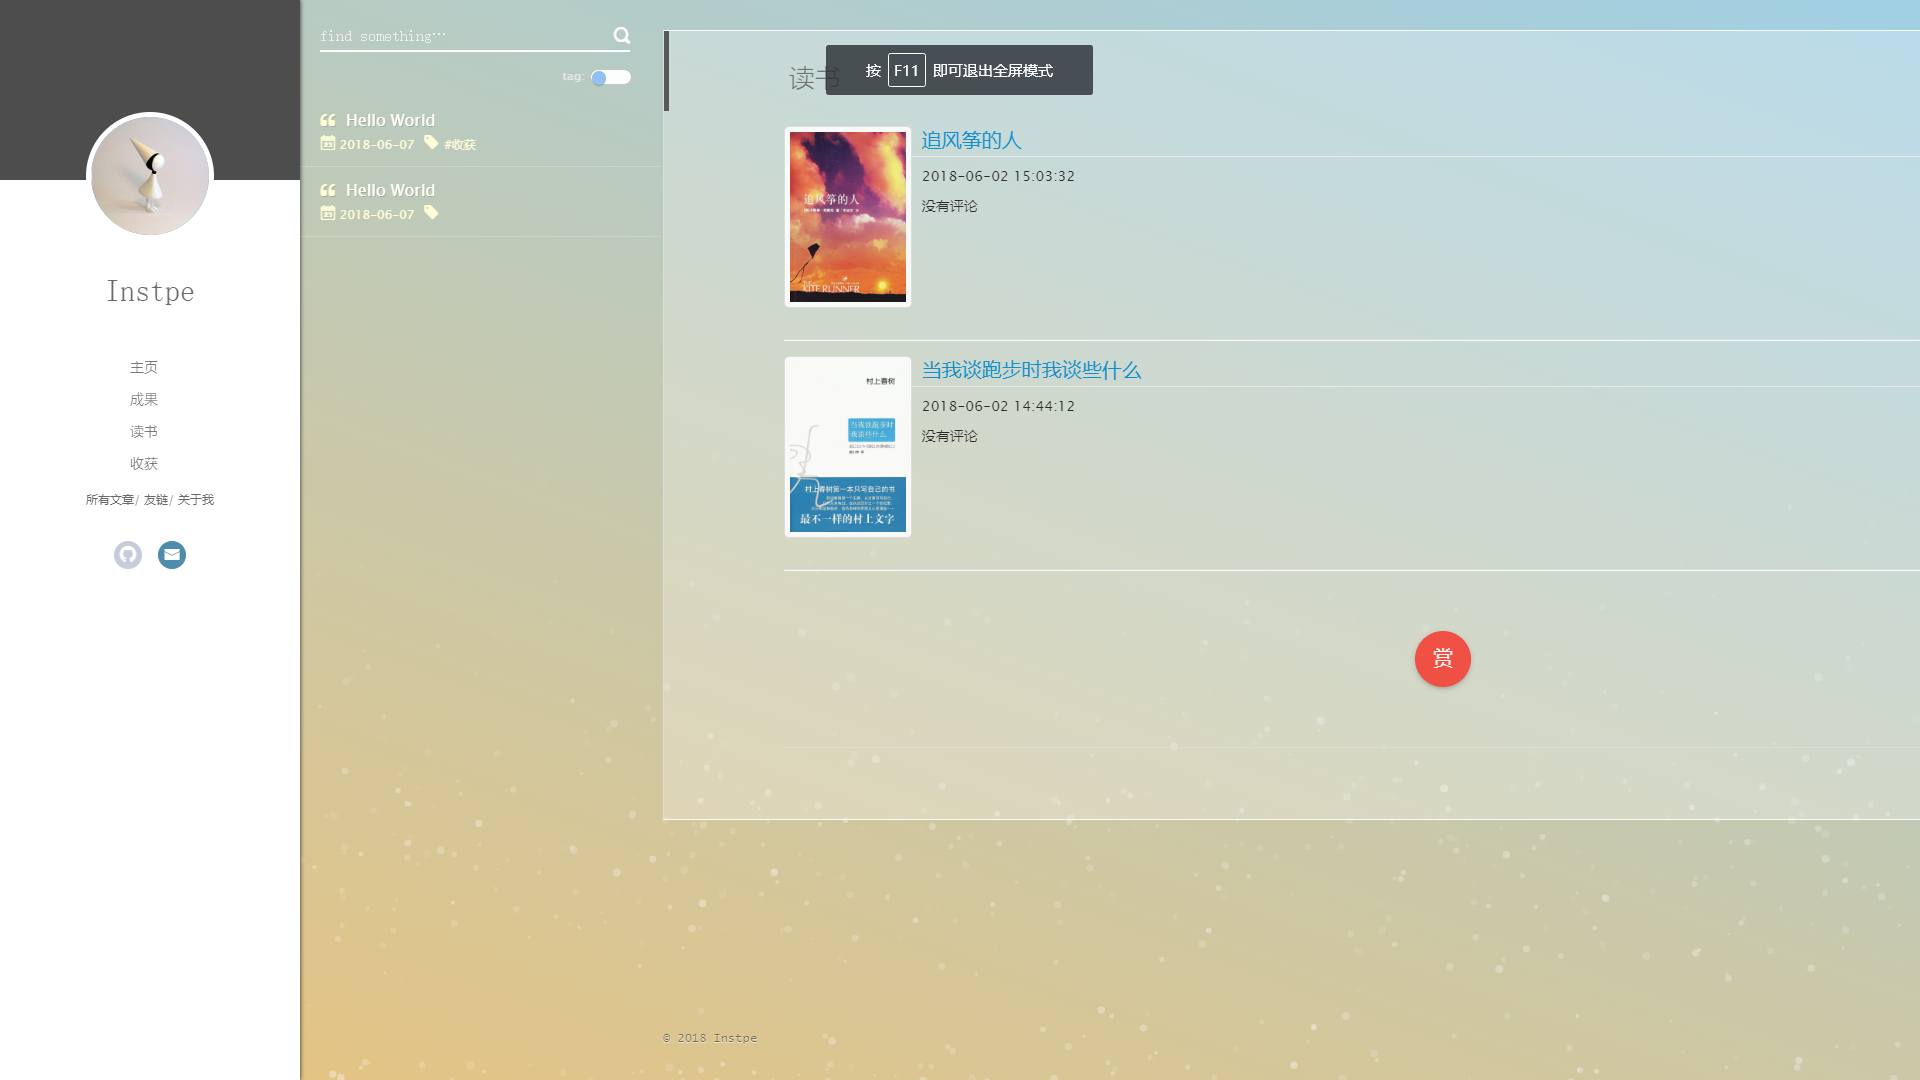 Instpe
主页
成果
读书
收获
所有文章/ 友链/ 关于我
find something…
tag:
Hello World
2018-06-07 #收获
Hello World
2018-06-07
读书
按 F11 即可退出全屏模式
追风筝的人
KITE RUNNER
追风筝的人
2018-06-02 15:03:32
没有评论
村上春树
当我谈跑步时
我谈些什么
村上春树第一本只写自己的书
最不一样的村上文字
当我谈跑步时我谈些什么
2018-06-02 14:44:12
没有评论
赏
© 2018 Instpe